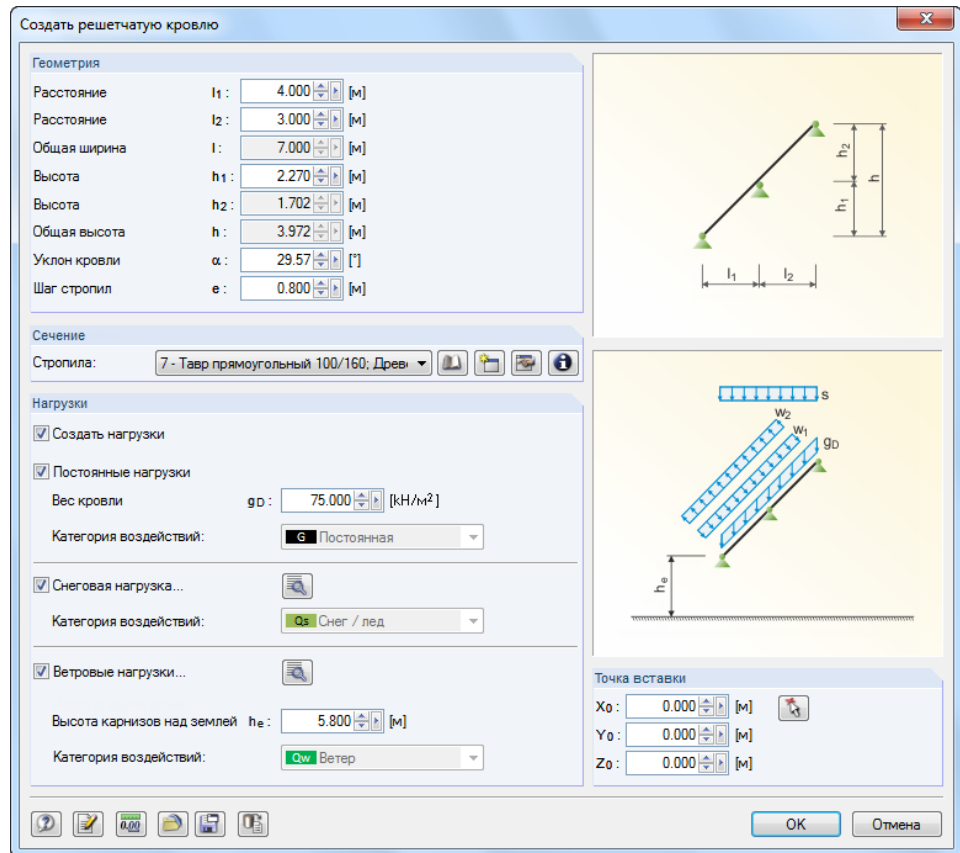 Создать решетчатую кровлю
Геометрия
Расстояние l1 : 4.000 [м]
Расстояние l2 : 3.000 [м]
Общая ширина l : 7.000 [м]
Высота h1 : 2.270 [м]
Высота h2 : 1.702 [м]
Общая высота h : 3.972 [м]
Уклон кровли α : 29.57 [°]
Шаг стропил e : 0.800 [м]
h2
h
h1
l1 l2
Сечение
Стропила: 7 - Тавр прямоугольный 100/160; Древе
Нагрузки
Создать нагрузки
Постоянные нагрузки
Вес кровли gD : 75.000 [kH/м²]
Категория воздействий: G Постоянная
Снеговая нагрузка...
Категория воздействий: Qs Снег / лед
Ветровые нагрузки...
Высота карнизов над землей he : 5.800 [м]
Категория воздействий: Qw Ветер
s
w2
w1
gD
he
Точка вставки
X0 : 0.000 [м]
Y0 : 0.000 [м]
Z0 : 0.000 [м]
0.00
OK Отмена